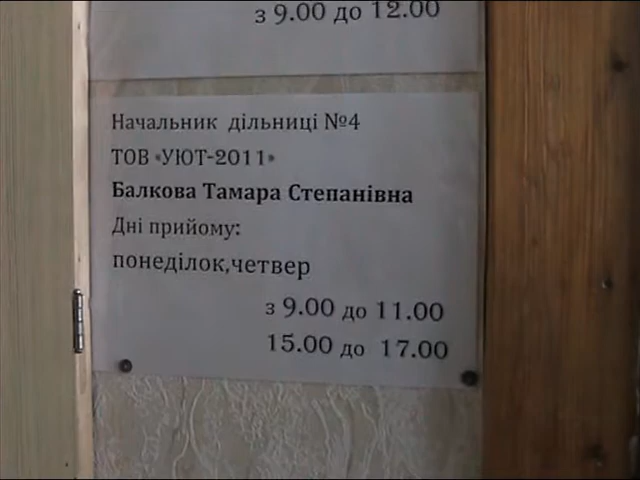 з 9.00 до 12.00
Начальник дільниці №4
ТОВ «УЮТ-2011»
Балкова Тамара Степанівна
Дні прийому:
понеділок,четвер
з 9.00 до 11.00
15.00 до 17.00